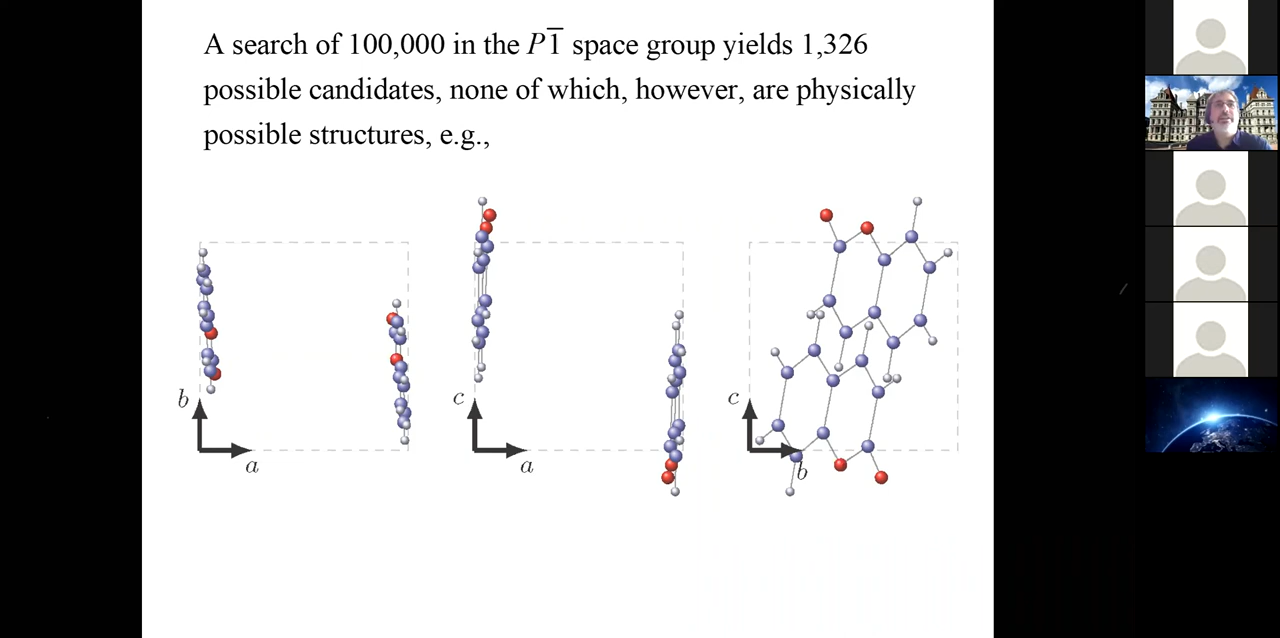 A search of 100,000 in the P1̅ space group yields 1,326
possible candidates, none of which, however, are physically
possible structures, e.g.,
b
a
c
a
c
b